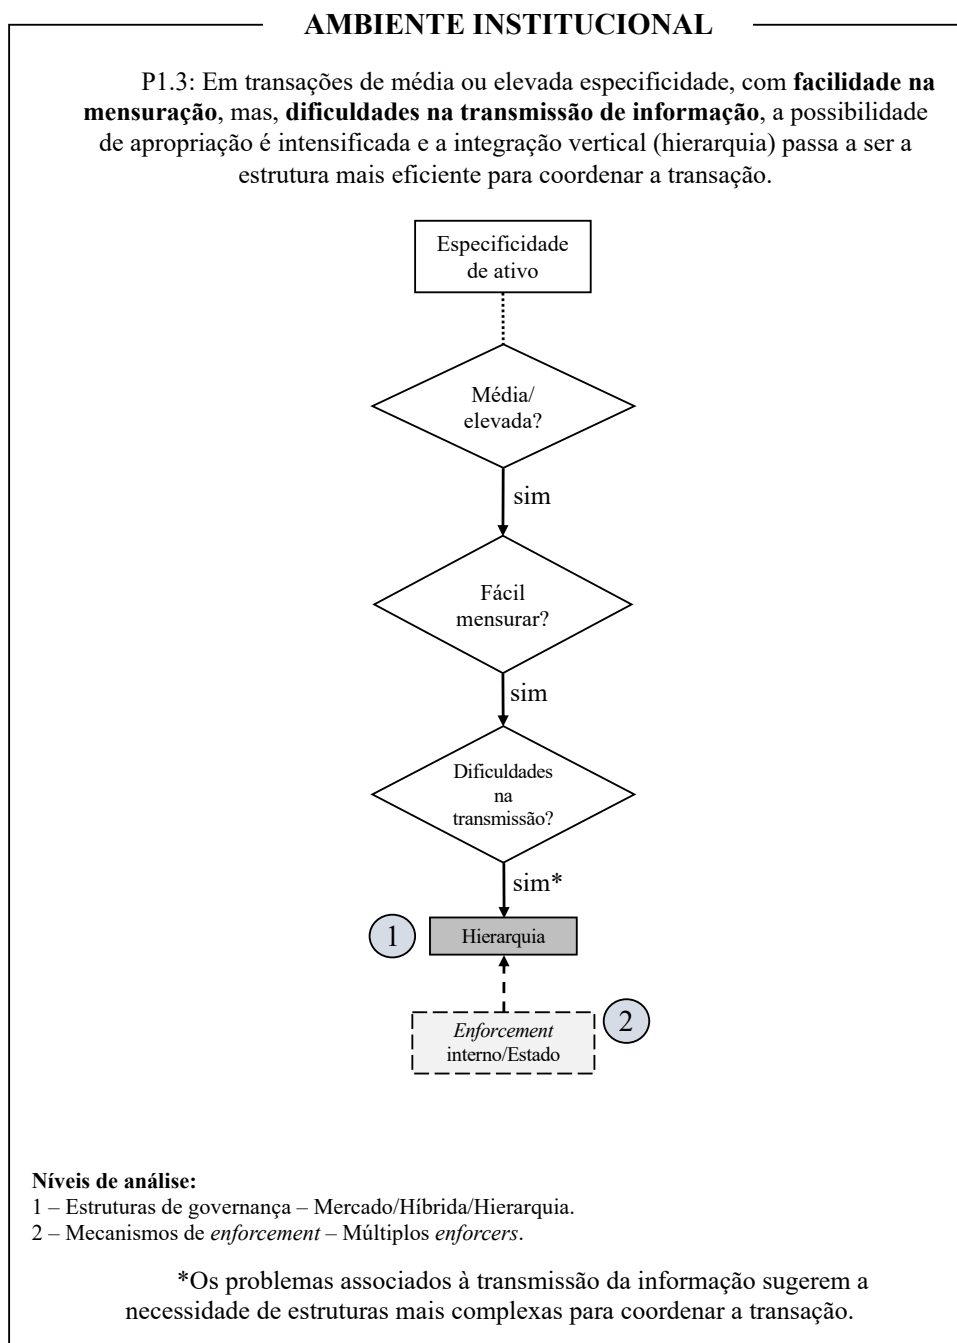 AMBIENTE INSTITUCIONAL
P1.3: Em transações de média ou elevada especificidade, com facilidade na
mensuração, mas, dificuldades na transmissão de informação, a possibilidade
de apropriação é intensificada e a integração vertical (hierarquia) passa a ser a
estrutura mais eficiente para coordenar a transação.
Especificidade
de ativo
Média/
elevada?
sim
Fácil
mensurar?
sim
Dificuldades
na
transmissão?
sim*
1
Hierarquia
2
Enforcement
interno/Estado
Níveis de análise:
1 – Estruturas de governança – Mercado/Híbrida/Hierarquia.
2 – Mecanismos de enforcement – Múltiplos enforcers.
*Os problemas associados à transmissão da informação sugerem a
necessidade de estruturas mais complexas para coordenar a transação.